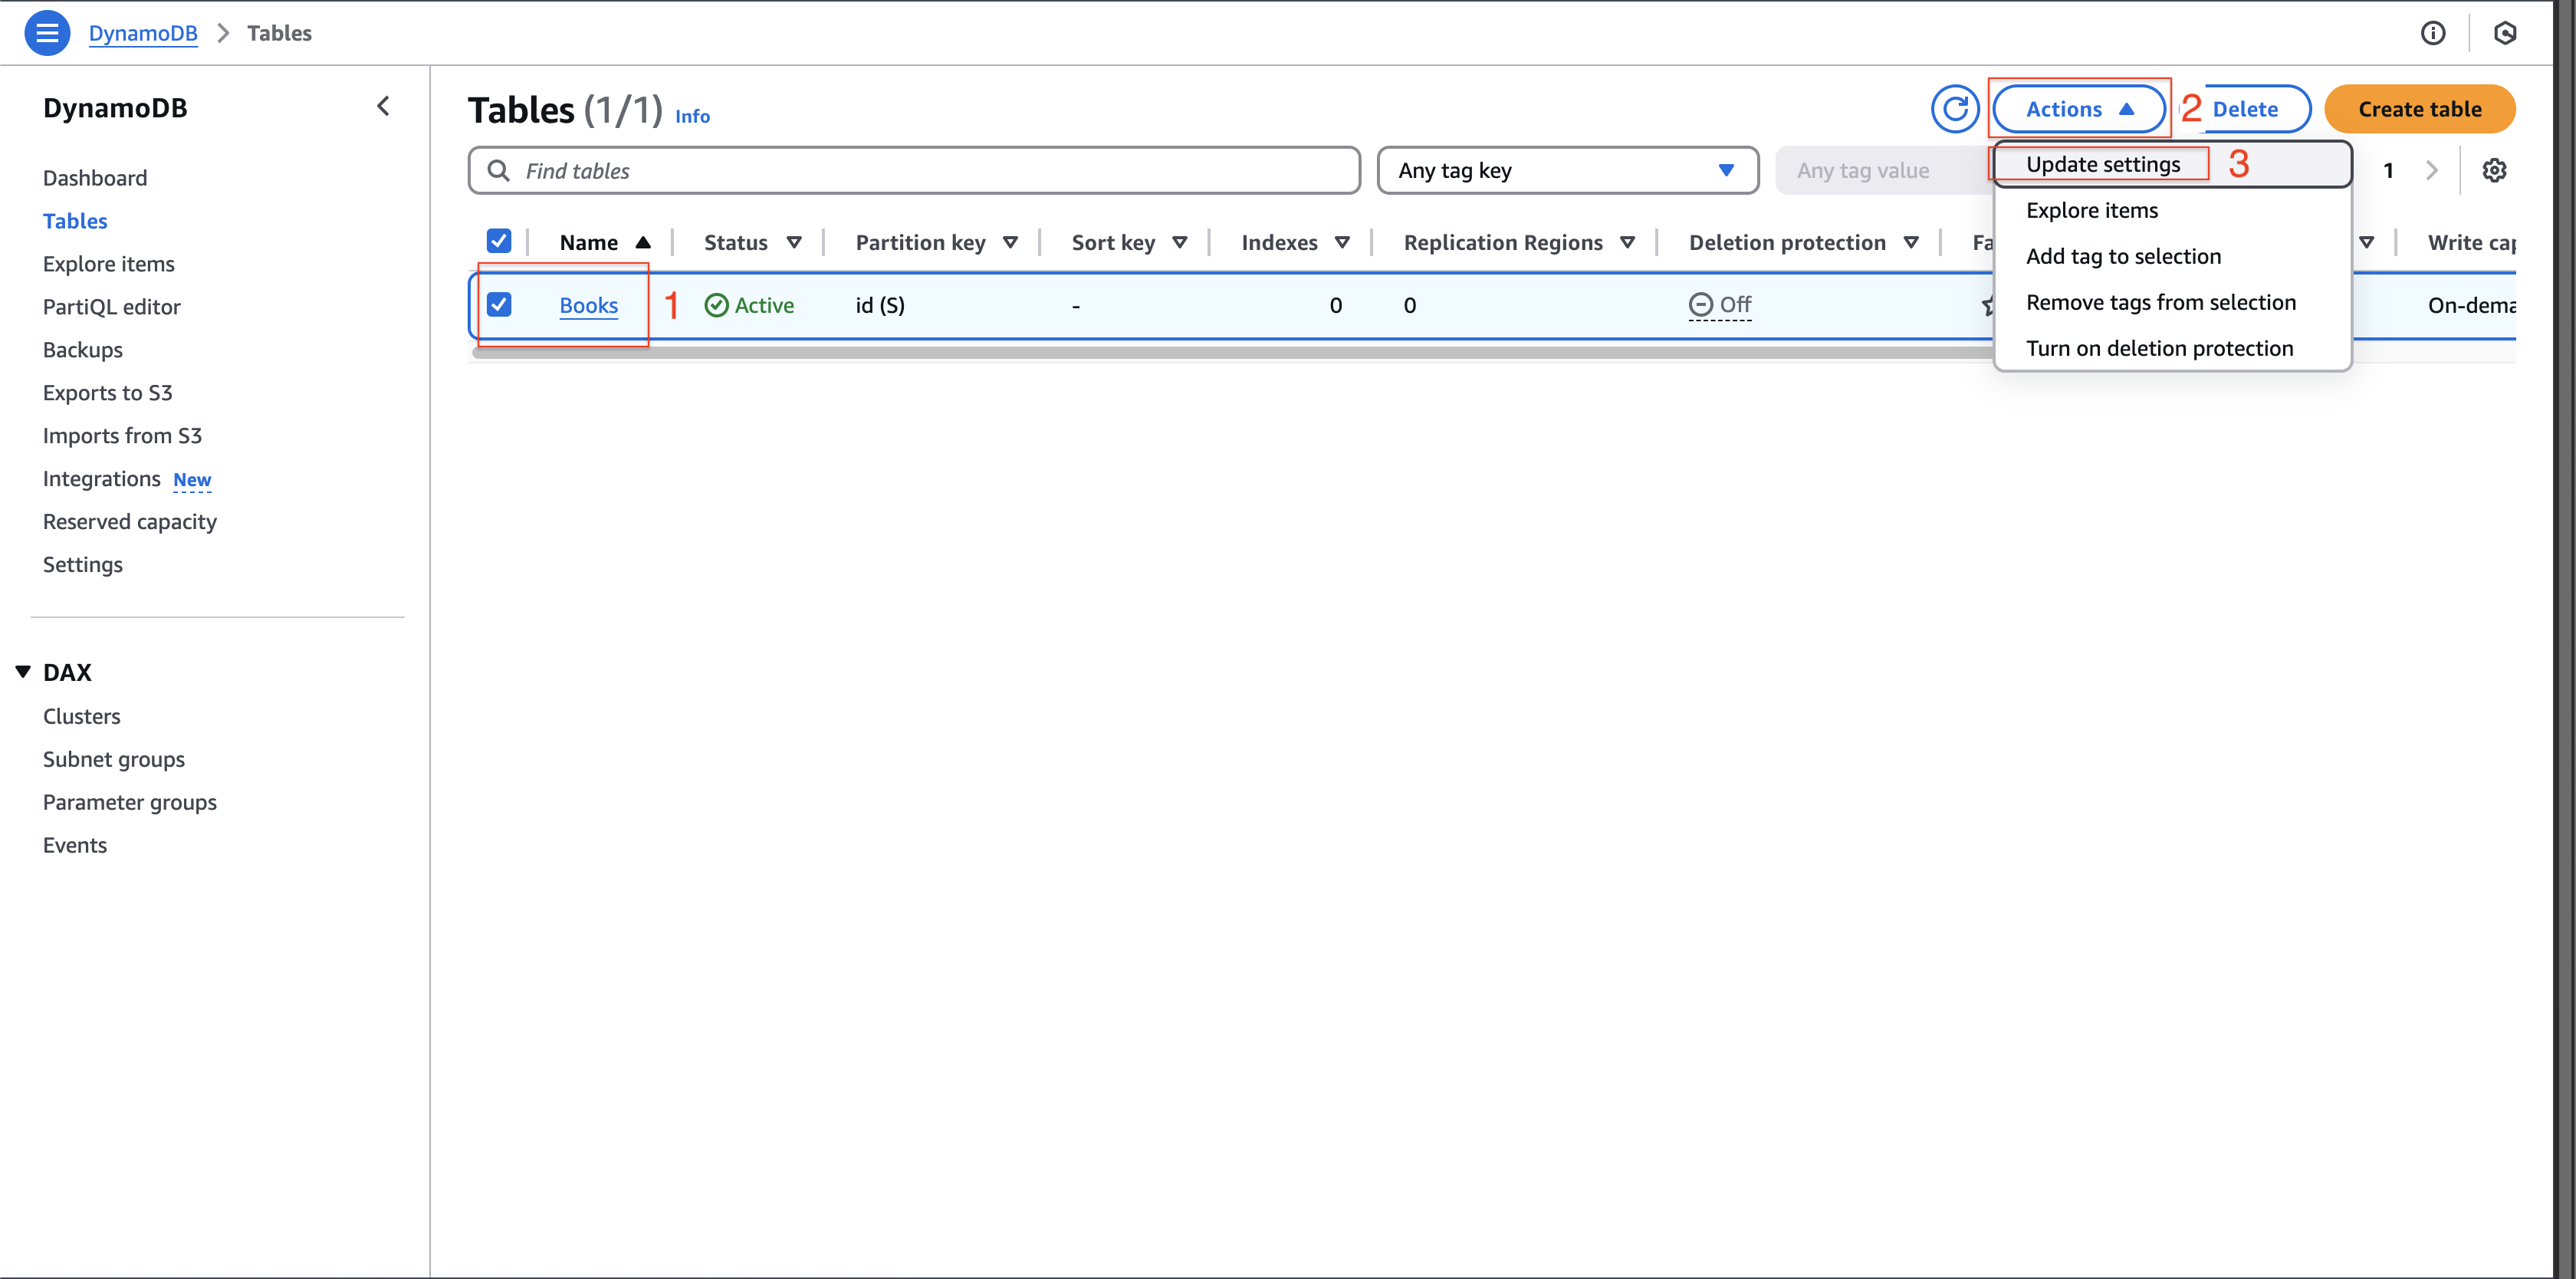 DynamoDB > Tables
DynamoDB
Dashboard
Tables
Explore items
PartiQL editor
Backups
Exports to S3
Imports from S3
Integrations New
Reserved capacity
Settings
DAX
Clusters
Subnet groups
Parameter groups
Events
Tables (1/1) Info
Actions 2 Delete Create table
Find tables Any tag key Any tag value 1
Update settings 3
Explore items
Add tag to selection
Remove tags from selection
Turn on deletion protection
Name Status Partition key Sort key Indexes Replication Regions Deletion protection Fa Write cap
Books 1 Active id (S) - 0 0 Off On-dema